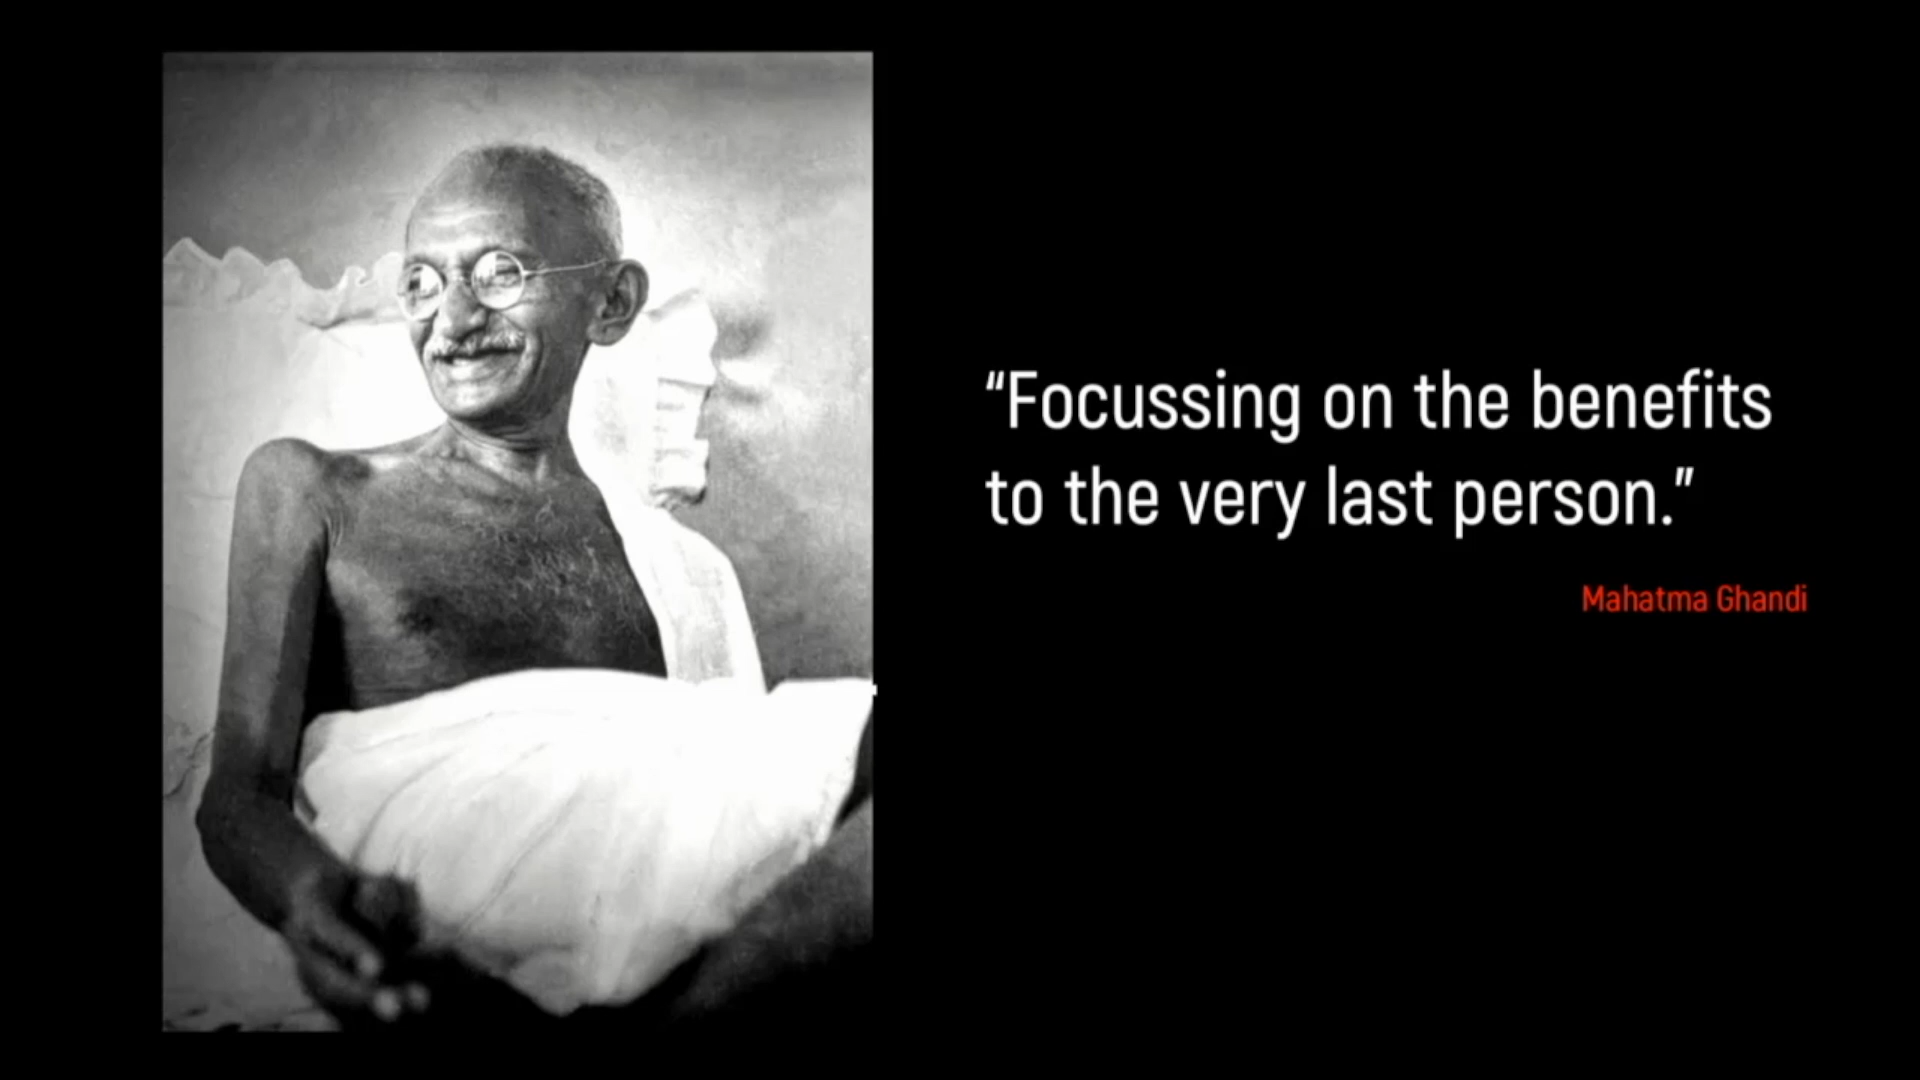 “Focussing on the benefits
to the very last person.”
Mahatma Ghandi